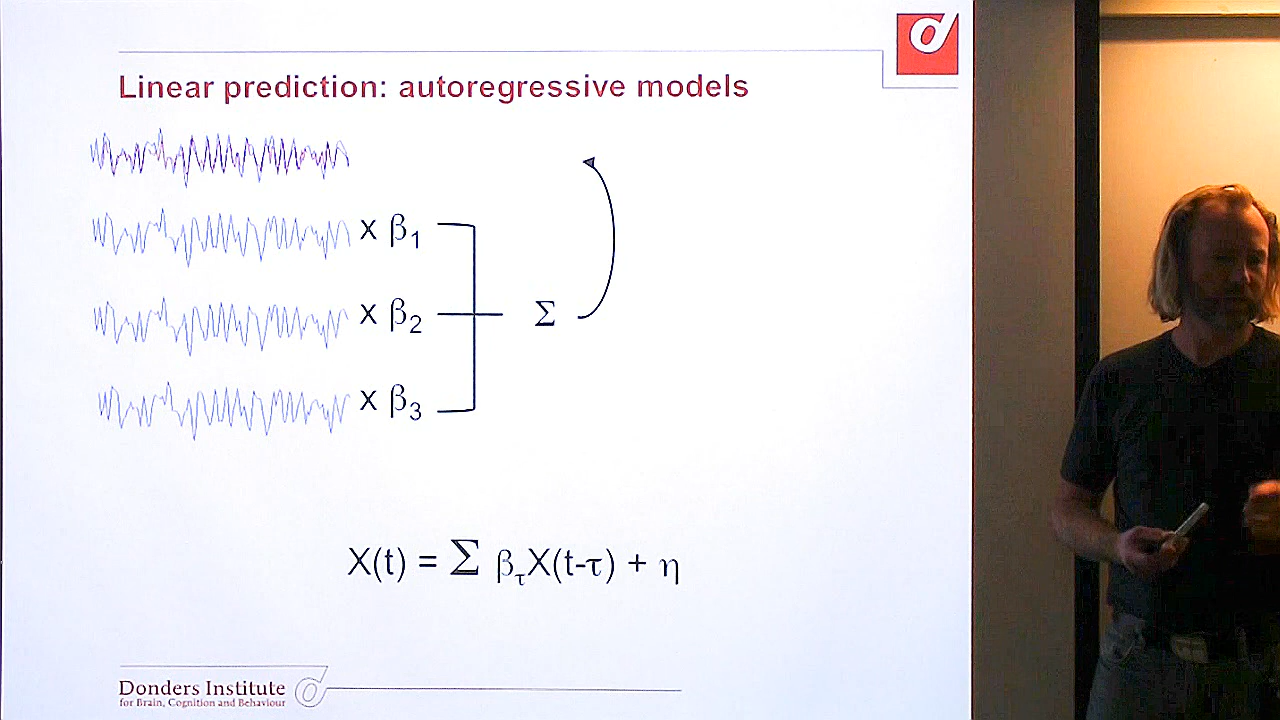 Linear prediction: autoregressive models
x β₁
x β₂
Σ
x β₃
X(t) = Σ βτX(t-τ) + η
Donders Institute
for Brain, Cognition and Behaviour